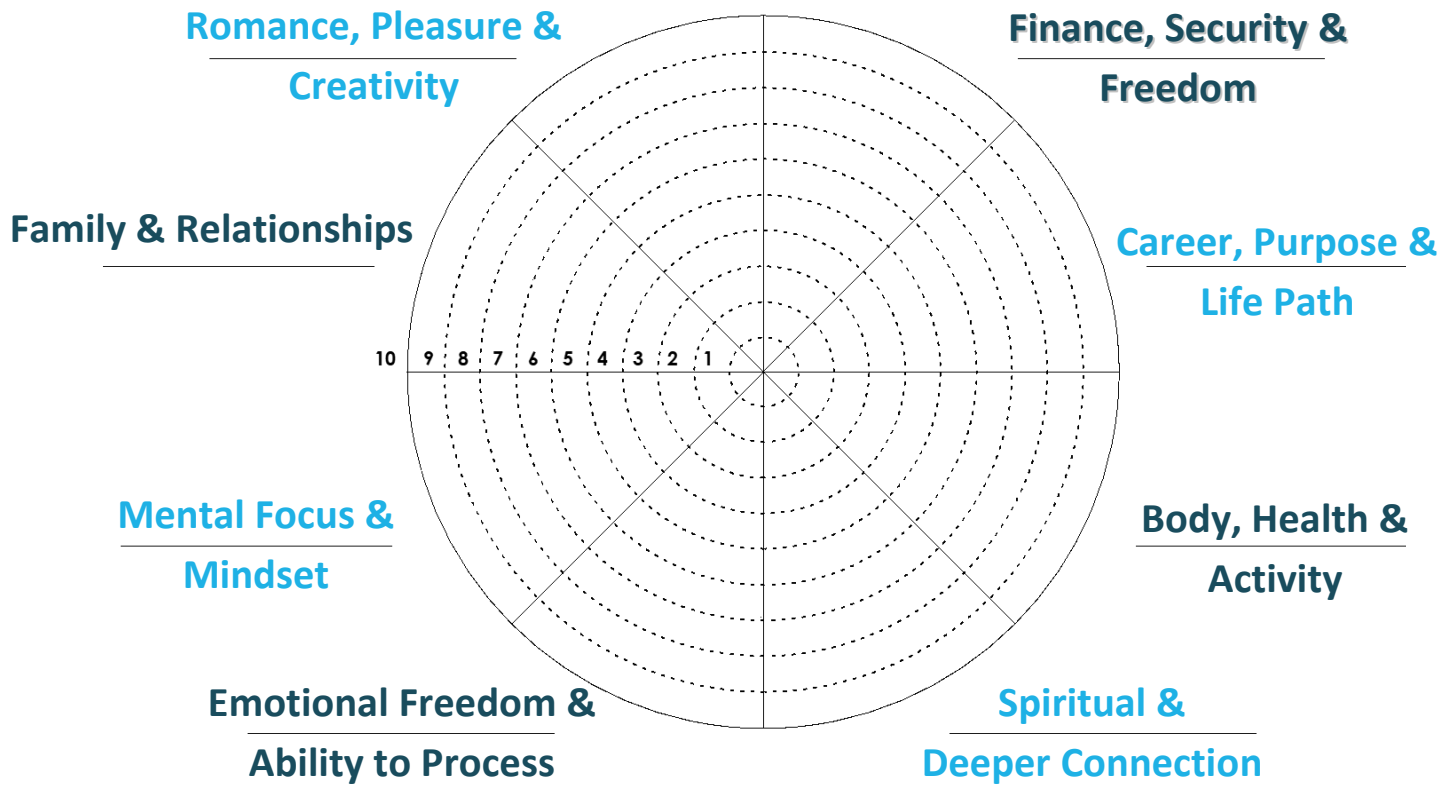 Romance, Pleasure &
Creativity
Finance, Security &
Freedom
Family & Relationships
Career, Purpose &
Life Path
10 9 8 7 6 5 4 3 2 1
Mental Focus &
Mindset
Body, Health &
Activity
Emotional Freedom &
Ability to Process
Spiritual &
Deeper Connection